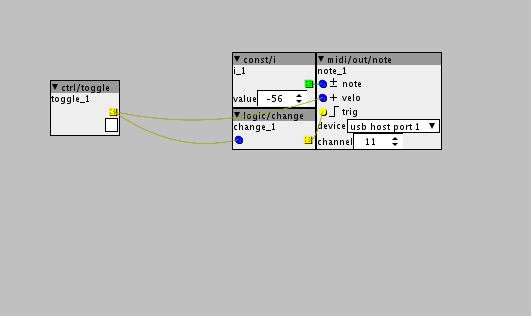 ▼ ctrl/toggle
toggle_1
▼ const/i
i_1
value -56
▼ logic/change
change_1
▼ midi/out/note
note_1
± note
+ velo
trig
device usb host port 1 ▼
channel 11